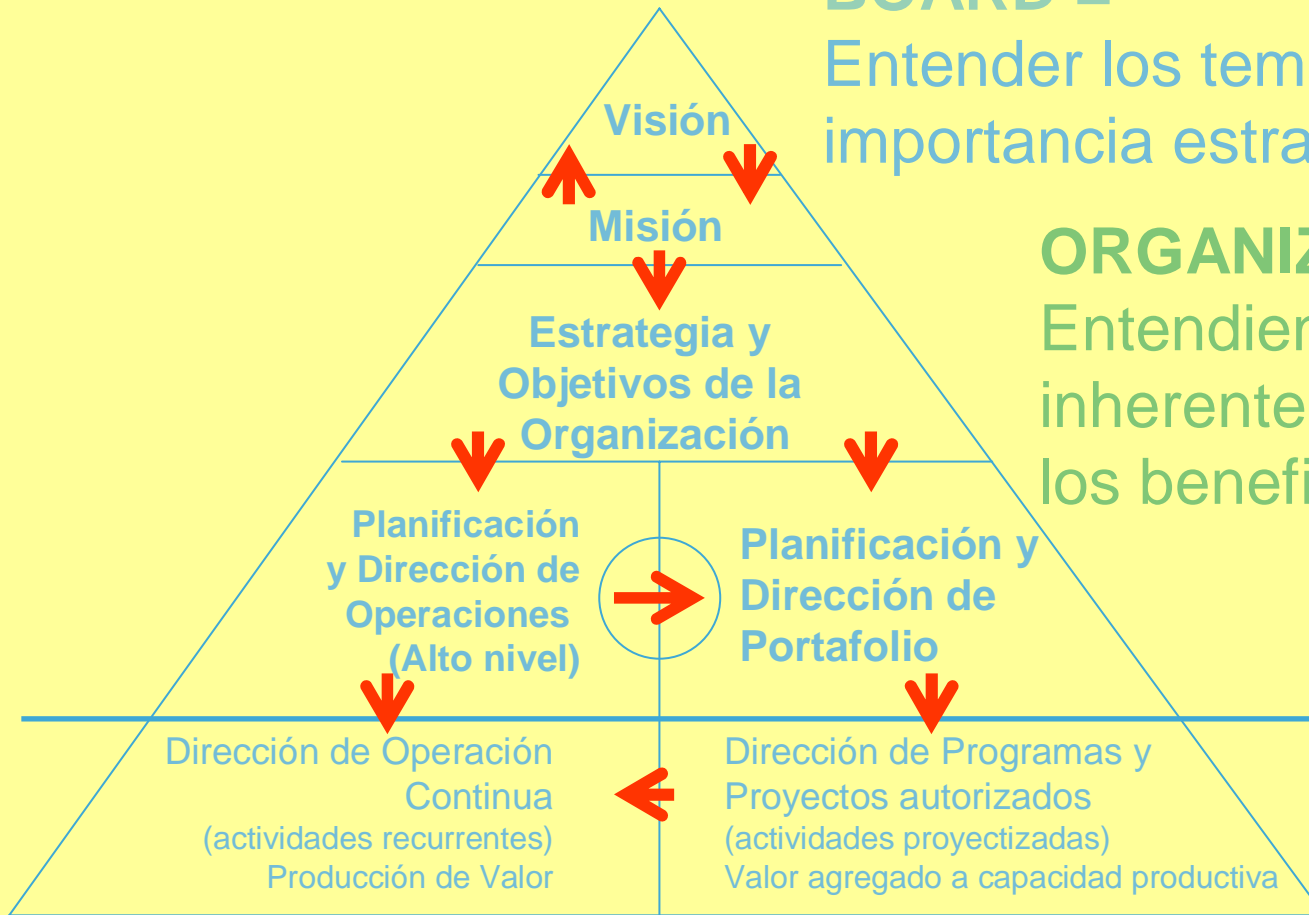 BOARD –
Entender los tem
importancia estra
ORGANIZ
Entendier
inherente
los benefi
Visión
Misión
Estrategia y
Objetivos de la
Organización
Planificación
y Dirección de
Operaciones
(Alto nivel)
Planificación y
Dirección de
Portafolio
Dirección de Operación
Continua
(actividades recurrentes)
Producción de Valor
Dirección de Programas y
Proyectos autorizados
(actividades proyectizadas)
Valor agregado a capacidad productiva